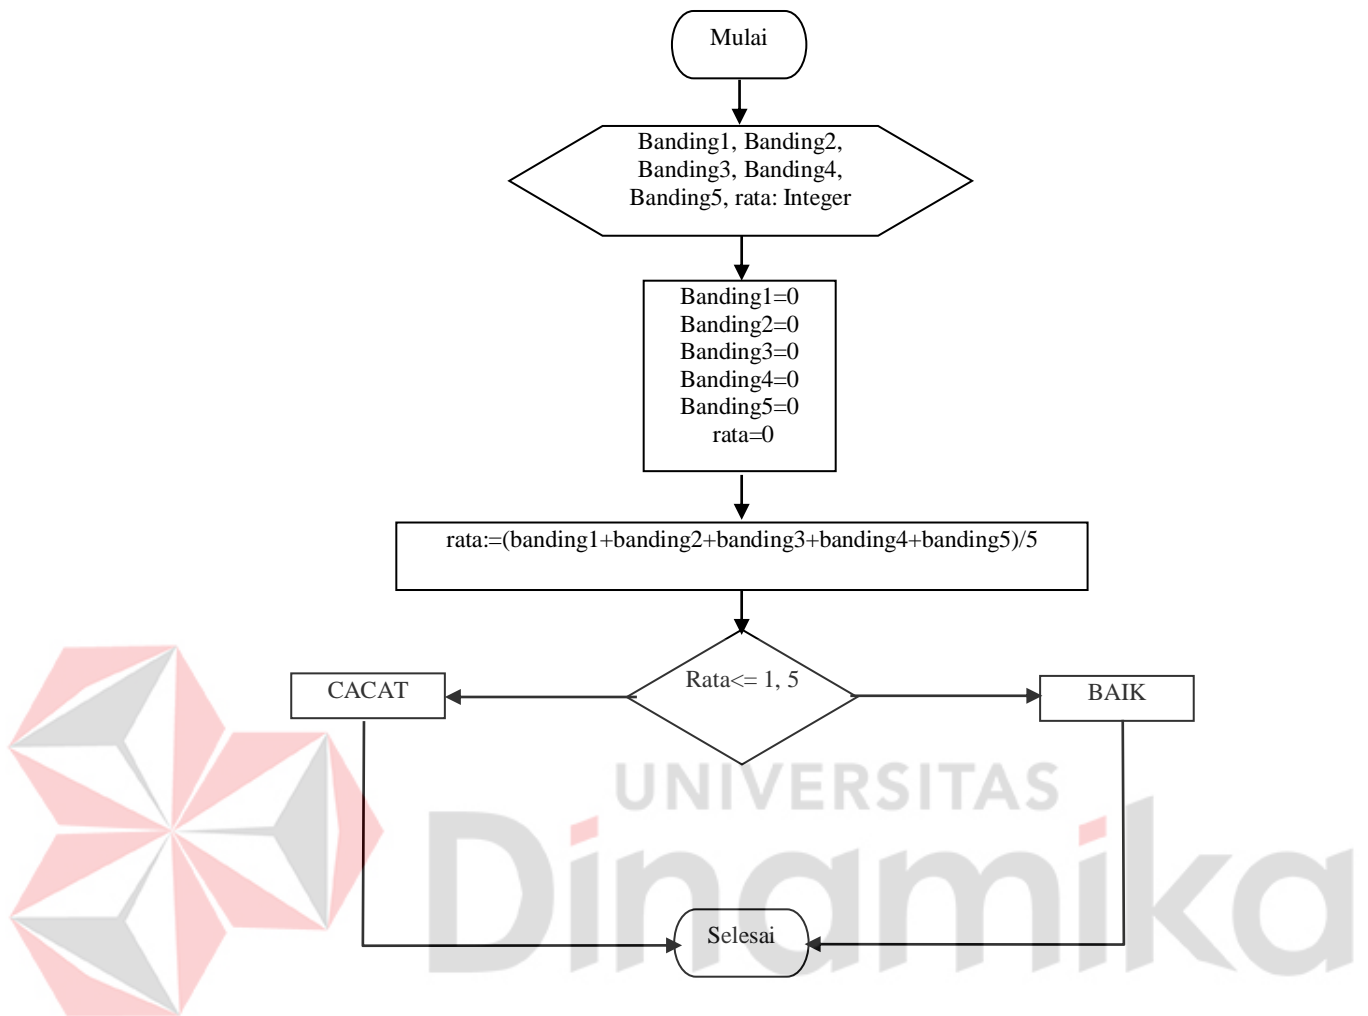 Mulai
Banding1, Banding2,
Banding3, Banding4,
Banding5, rata: Integer
Banding1=0
Banding2=0
Banding3=0
Banding4=0
Banding5=0
rata=0
rata:=(banding1+banding2+banding3+banding4+banding5)/5
Rata<= 1, 5
CACAT
BAIK
UNIVERSITAS
Dinamika
Selesai